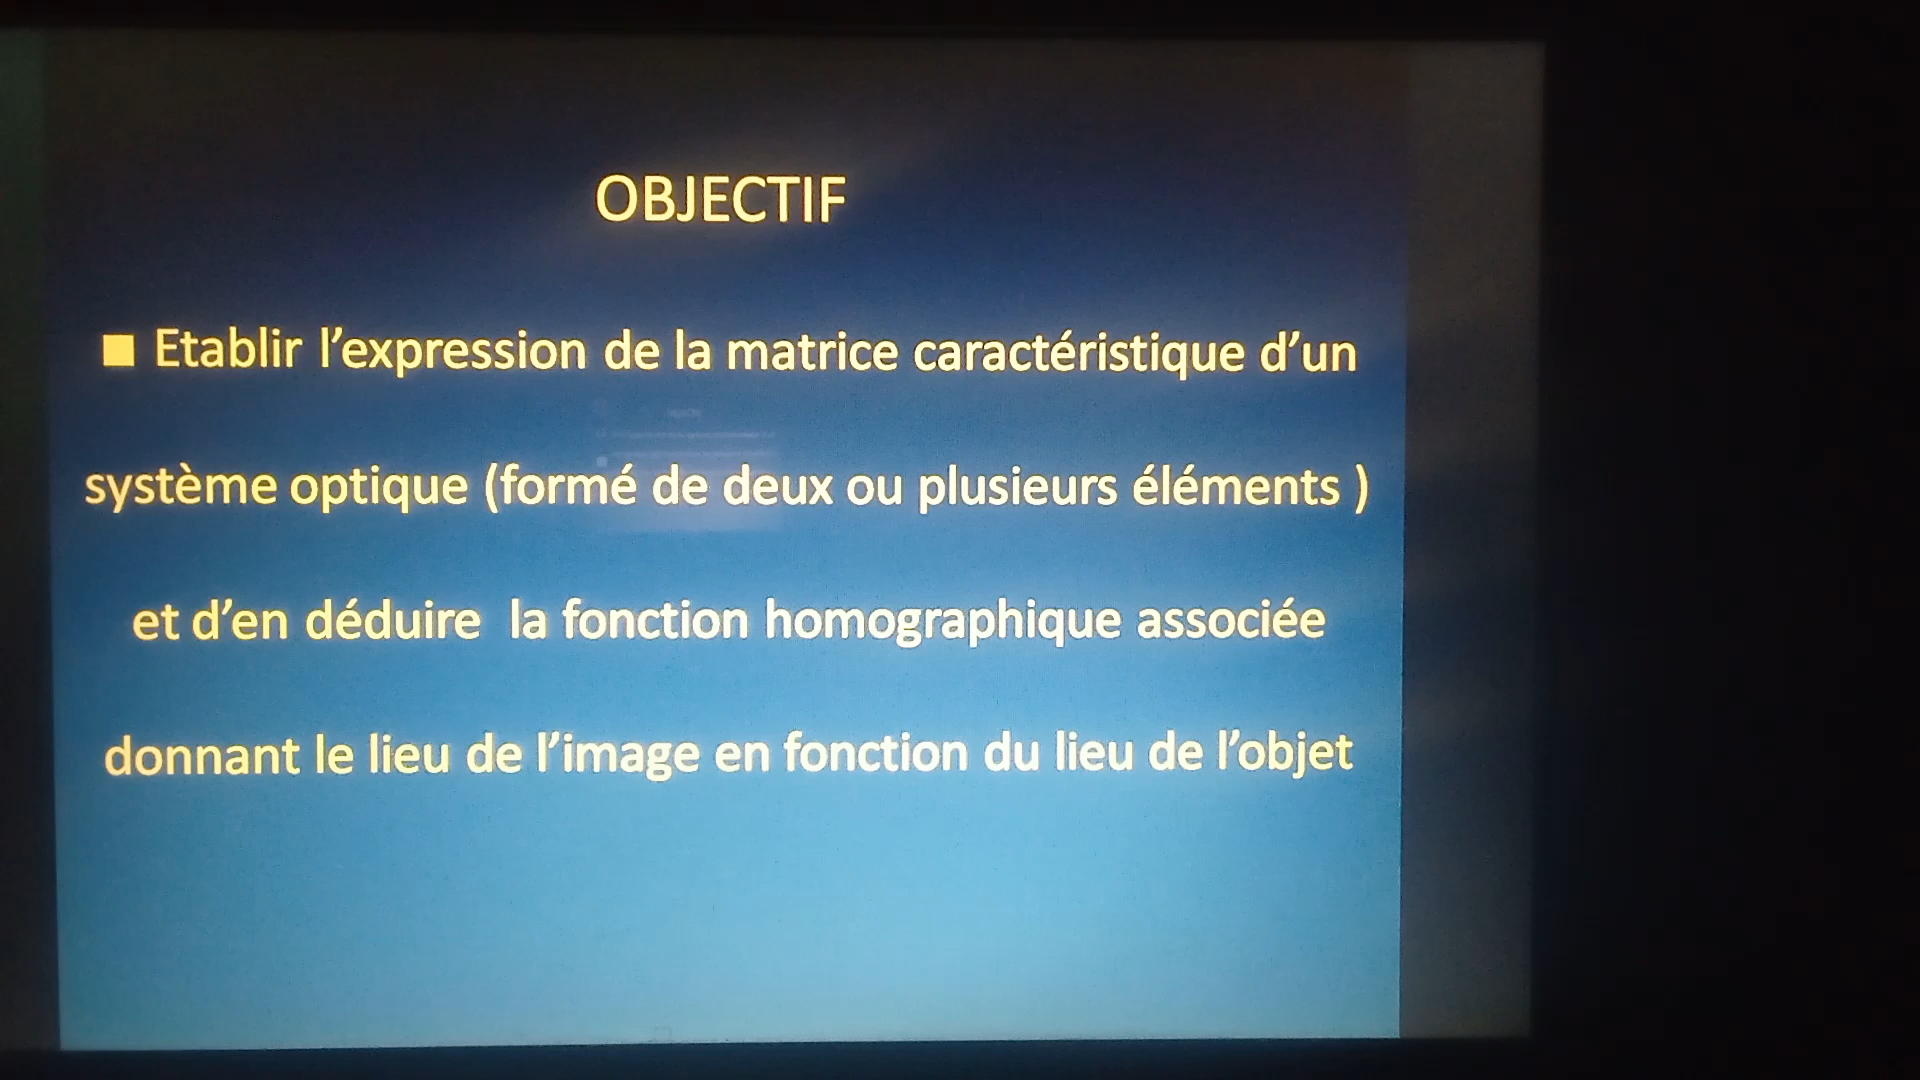 OBJECTIF
■ Etablir l’expression de la matrice caractéristique d’un
système optique (formé de deux ou plusieurs éléments )
et d’en déduire la fonction homographique associée
donnant le lieu de l’image en fonction du lieu de l’objet